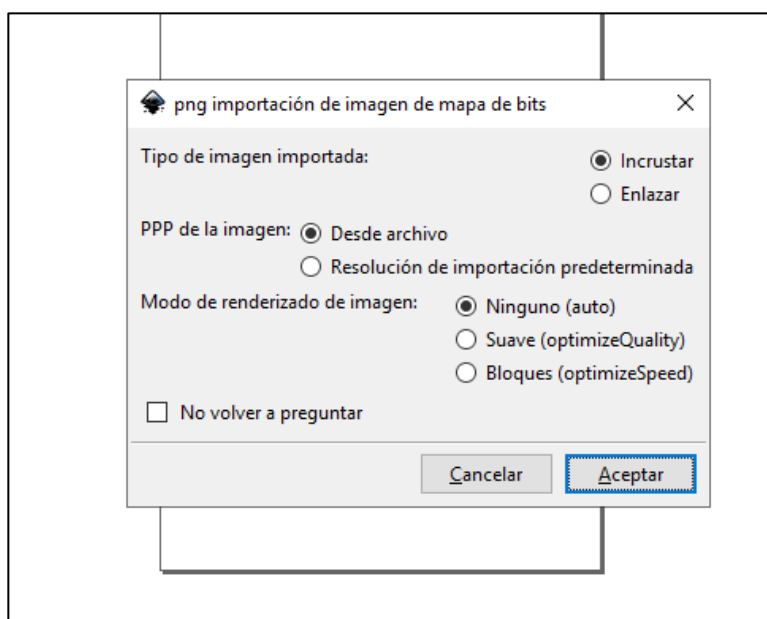 png importación de imagen de mapa de bits
Tipo de imagen importada:
Incrustar
Enlazar
PPP de la imagen:
Desde archivo
Resolución de importación predeterminada
Modo de renderizado de imagen:
Ninguno (auto)
Suave (optimizeQuality)
Bloques (optimizeSpeed)
No volver a preguntar
Cancelar
Aceptar